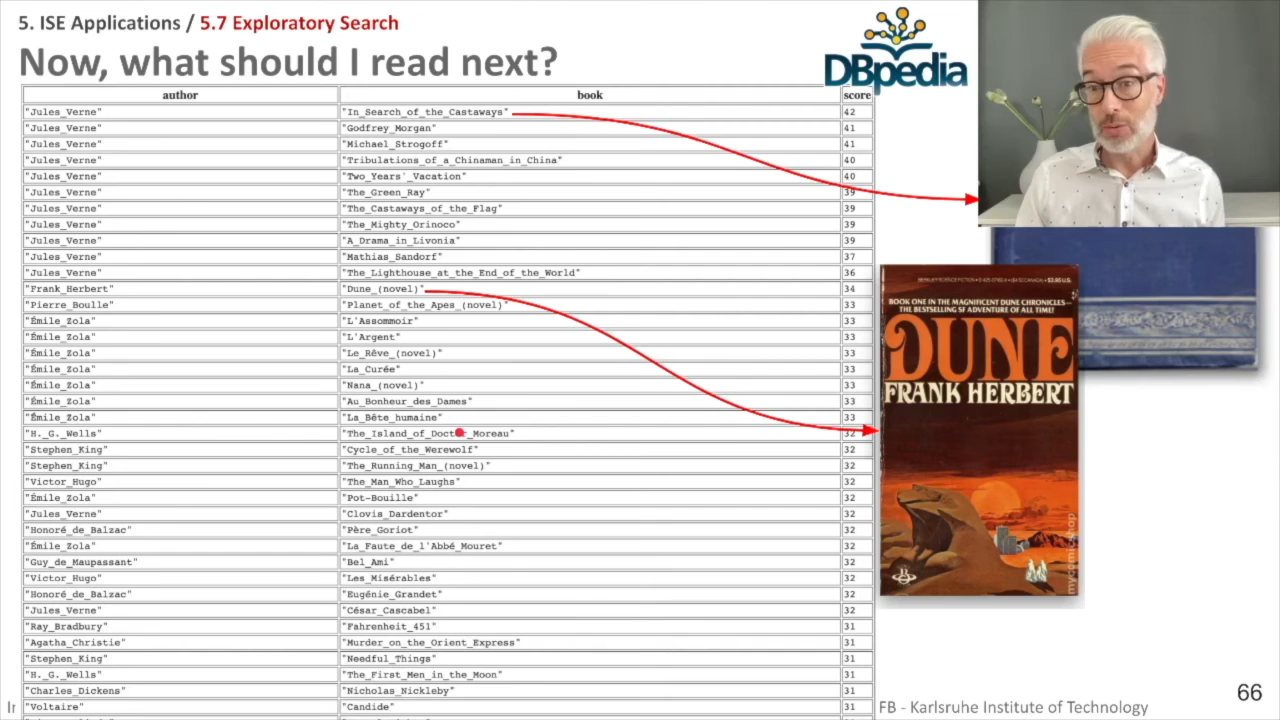 5. ISE Applications / 5.7 Exploratory Search
Now, what should I read next?
DBpedia
author book score
"Jules_Verne" "In_Search_of_the_Castaways" 42
"Jules_Verne" "Godfrey_Morgan" 41
"Jules_Verne" "Michael_Strogoff" 41
"Jules_Verne" "Tribulations_of_a_Chinaman_in_China" 40
"Jules_Verne" "Two_Years'_Vacation" 40
"Jules_Verne" "The_Green_Ray" 39
"Jules_Verne" "The_Castaways_of_the_Flag" 39
"Jules_Verne" "The_Mighty_Orinoco" 39
"Jules_Verne" "A_Drama_in_Livonia" 39
"Jules_Verne" "Mathias_Sandorf" 37
"Jules_Verne" "The_Lighthouse_at_the_End_of_the_World" 36
"Frank_Herbert" "Dune_(novel)" 34
"Pierre_Boulle" "Planet_of_the_Apes_(novel)" 33
"Émile_Zola" "L'Assommoir" 33
"Émile_Zola" "L'Argent" 33
"Émile_Zola" "Le_Rêve_(novel)" 33
"Émile_Zola" "La_Curée" 33
"Émile_Zola" "Nana_(novel)" 33
"Émile_Zola" "Au_Bonheur_des_Dames" 33
"Émile_Zola" "La_Bête_humaine" 33
"H._G._Wells" "The_Island_of_Doctor_Moreau" 32
"Stephen_King" "Cycle_of_the_Werewolf" 32
"Stephen_King" "The_Running_Man_(novel)" 32
"Victor_Hugo" "The_Man_Who_Laughs" 32
"Émile_Zola" "Pot-Bouille" 32
"Jules_Verne" "Clovis_Dardentor" 32
"Honoré_de_Balzac" "Père_Goriot" 32
"Émile_Zola" "La_Faute_de_l'Abbé_Mouret" 32
"Guy_de_Maupassant" "Bel_Ami" 32
"Victor_Hugo" "Les_Misérables" 32
"Honoré_de_Balzac" "Eugénie_Grandet" 32
"Jules_Verne" "César_Cascabel" 32
"Ray_Bradbury" "Fahrenheit_451" 31
"Agatha_Christie" "Murder_on_the_Orient_Express" 31
"Stephen_King" "Needful_Things" 31
"H._G._Wells" "The_First_Men_in_the_Moon" 31
"Charles_Dickens" "Nicholas_Nickleby" 31
"Voltaire" "Candide" 31
BOOK ONE IN THE MAGNIFICENT DUNE CHRONICLES—
THE BESTSELLING SF ADVENTURE OF ALL TIME!
DUNE
FRANK HERBERT
mycomicshop
FB - Karlsruhe Institute of Technology
66